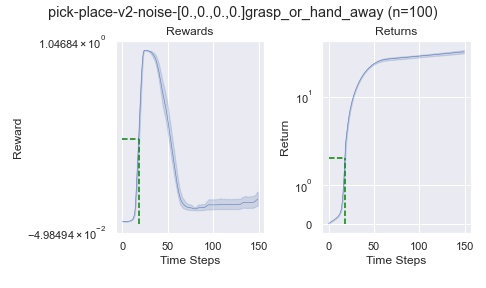 pick-place-v2-noise-[0.,0.,0.,0.]grasp_or_hand_away (n=100)
Rewards
Returns
1.04684 × 10⁰
−4.98494 × 10⁻²
Reward
0
50
100
150
Time Steps
10¹
10⁰
0
Return
0
50
100
150
Time Steps